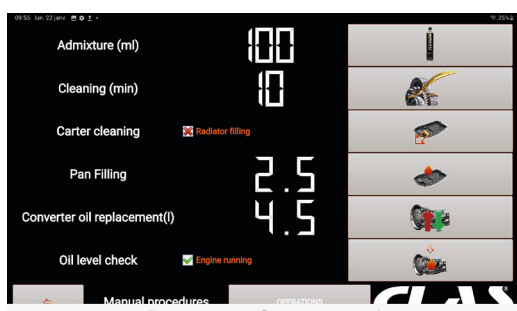 09:55 lun. 22 janv.
25%
Admixture (ml) 100
Cleaning (min) 10
Carter cleaning Radiator filling
Pan Filling 2.5
Converter oil replacement(l) 4.5
Oil level check Engine running
Manual procedures OPERATIONS CLAS®